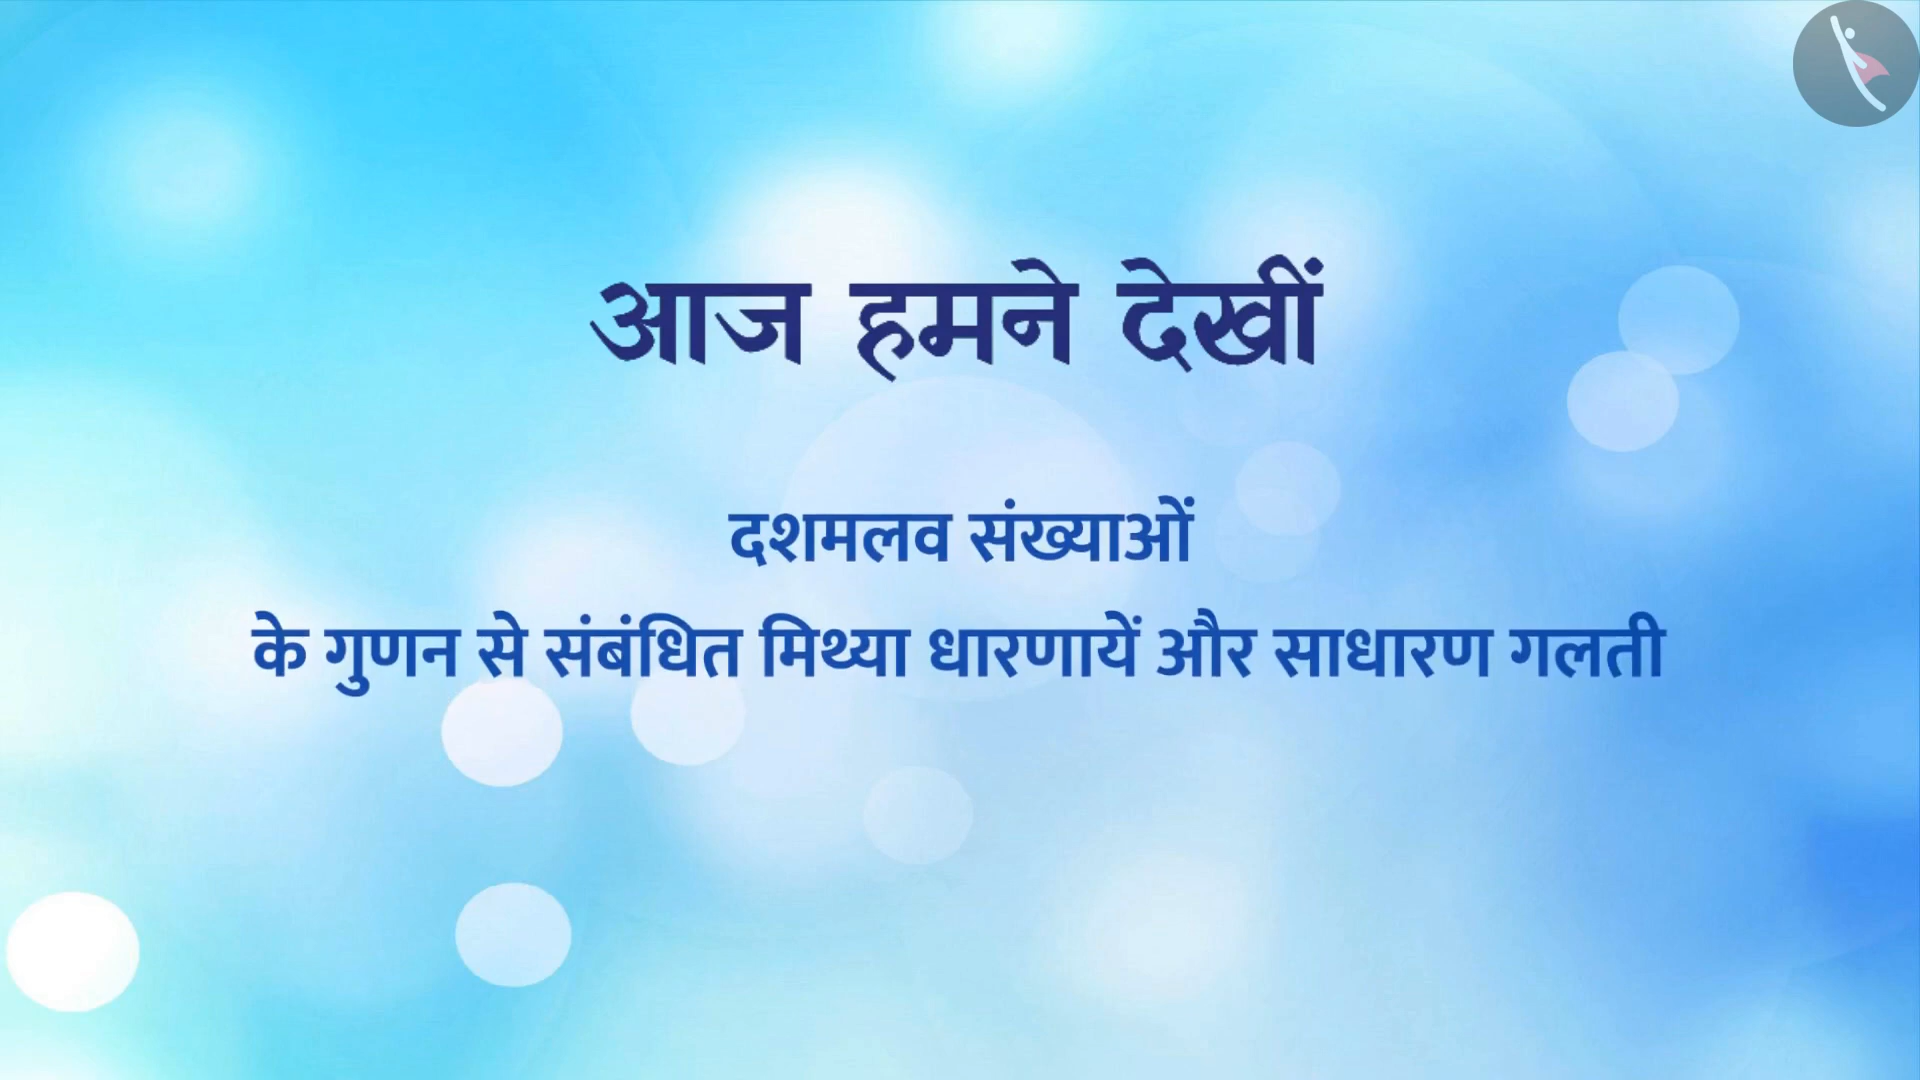 आज हमने देखीं
दशमलव संख्याओं
के गुणन से संबंधित मिथ्या धारणायें और साधारण गलती